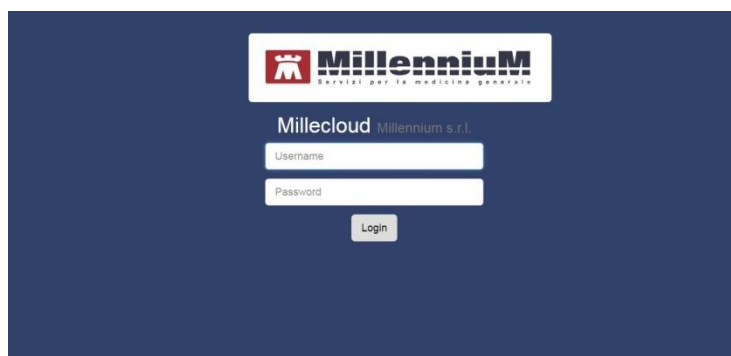 MillenniuM
Servizi per la medicina generale
Millecloud Millennium s.r.l.
Username
Password
Login